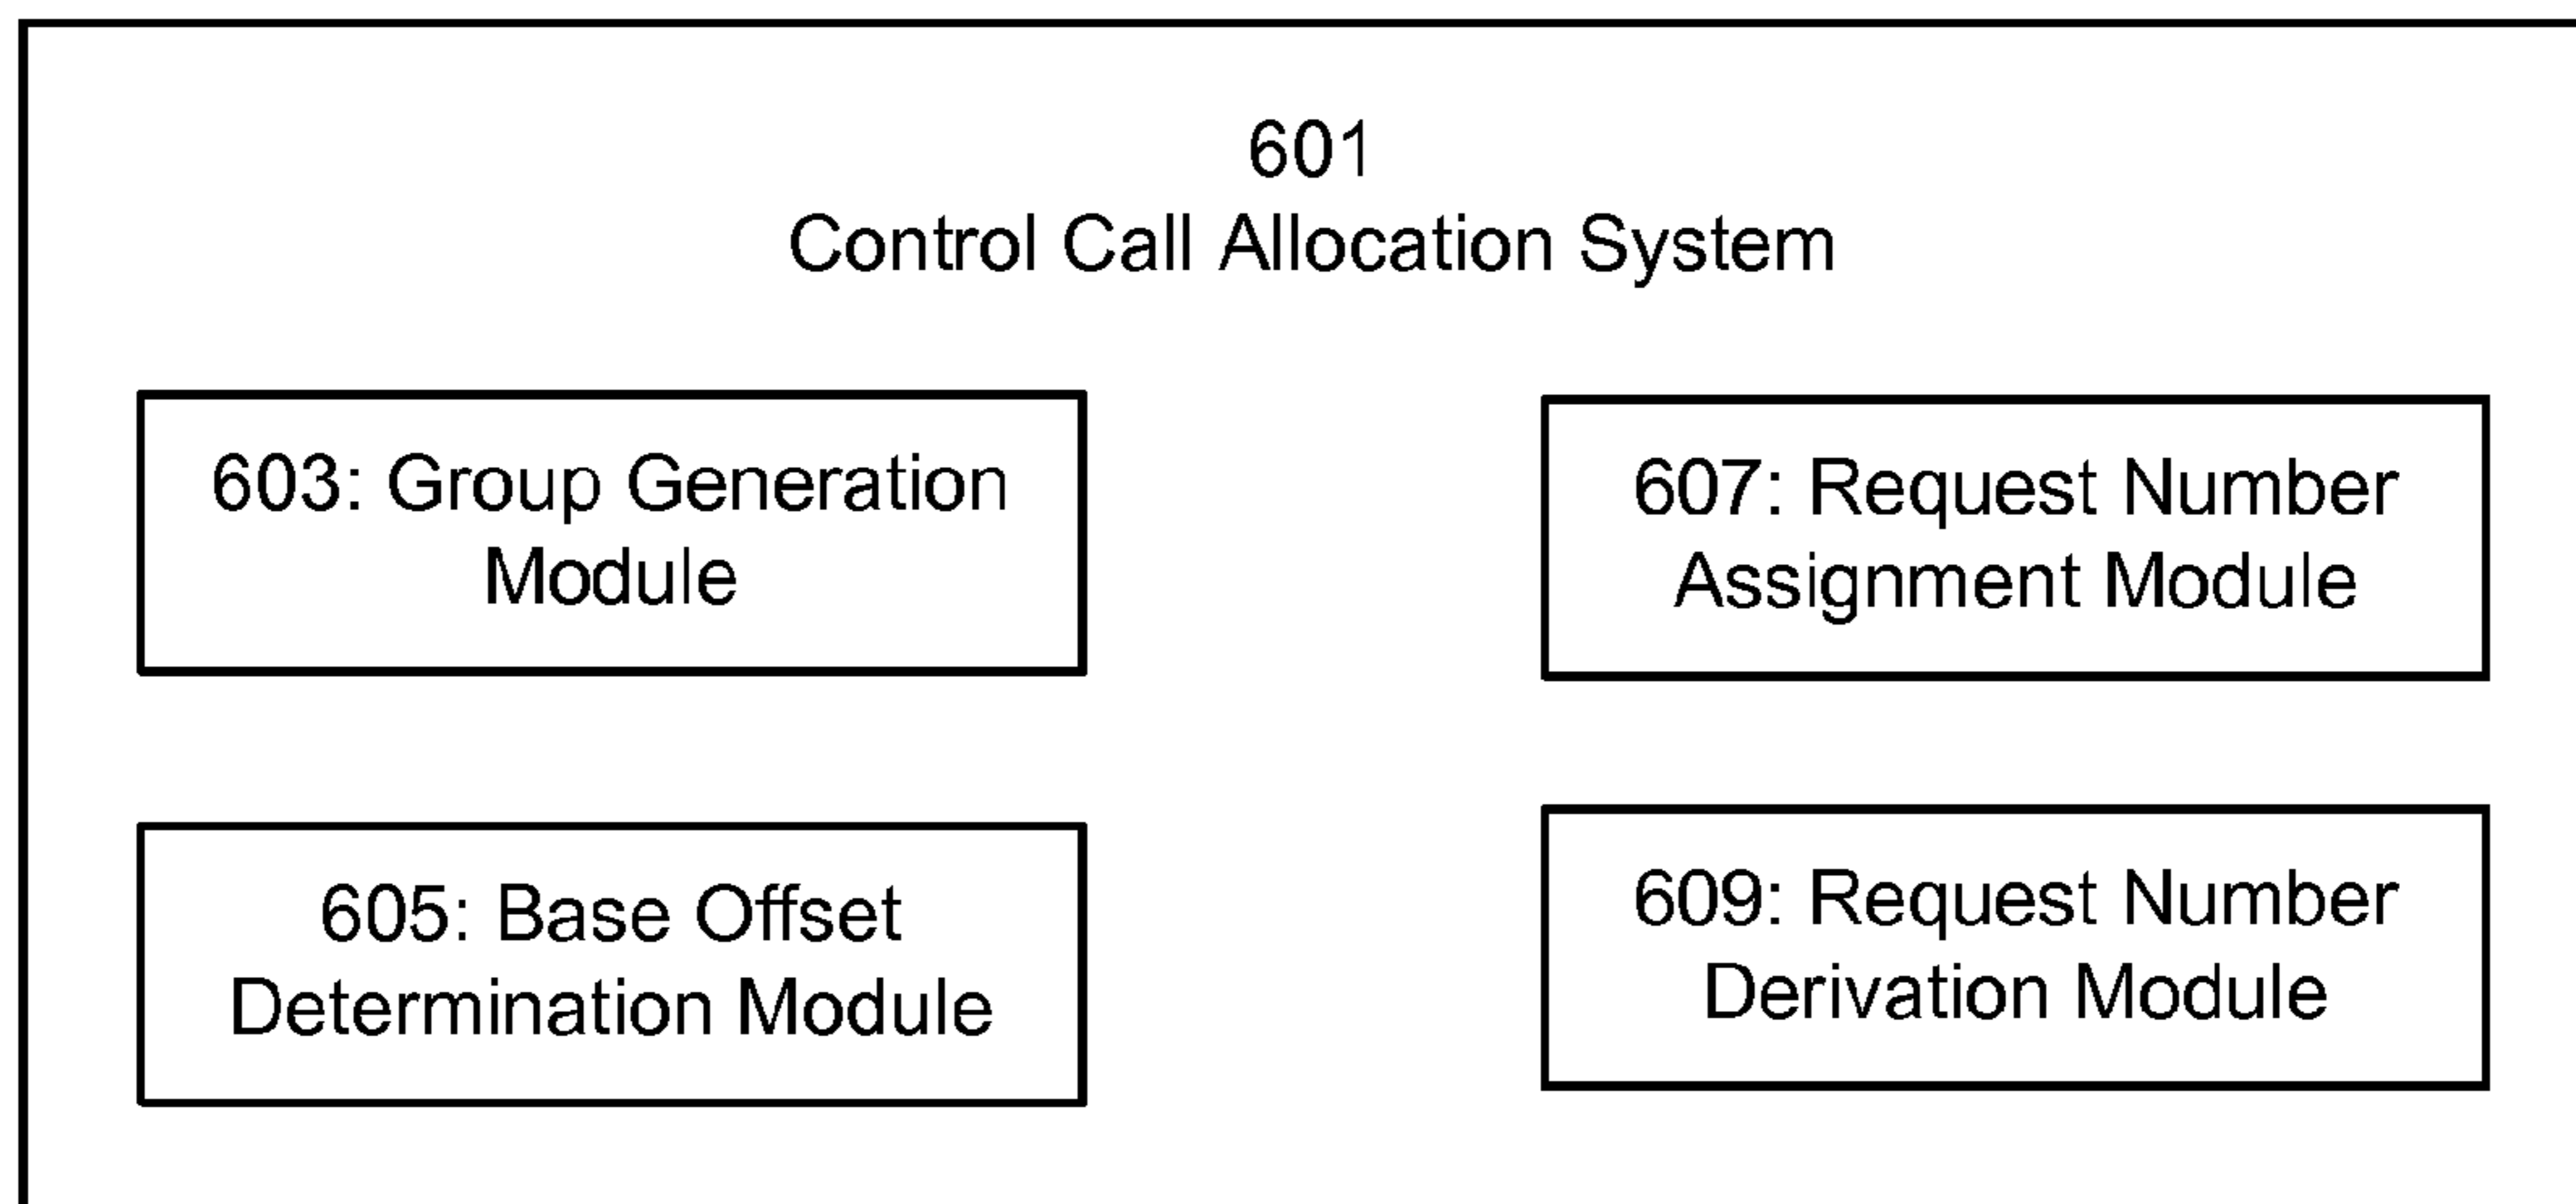 601
Control Call Allocation System
603: Group Generation
Module
607: Request Number
Assignment Module
605: Base Offset
Determination Module
609: Request Number
Derivation Module